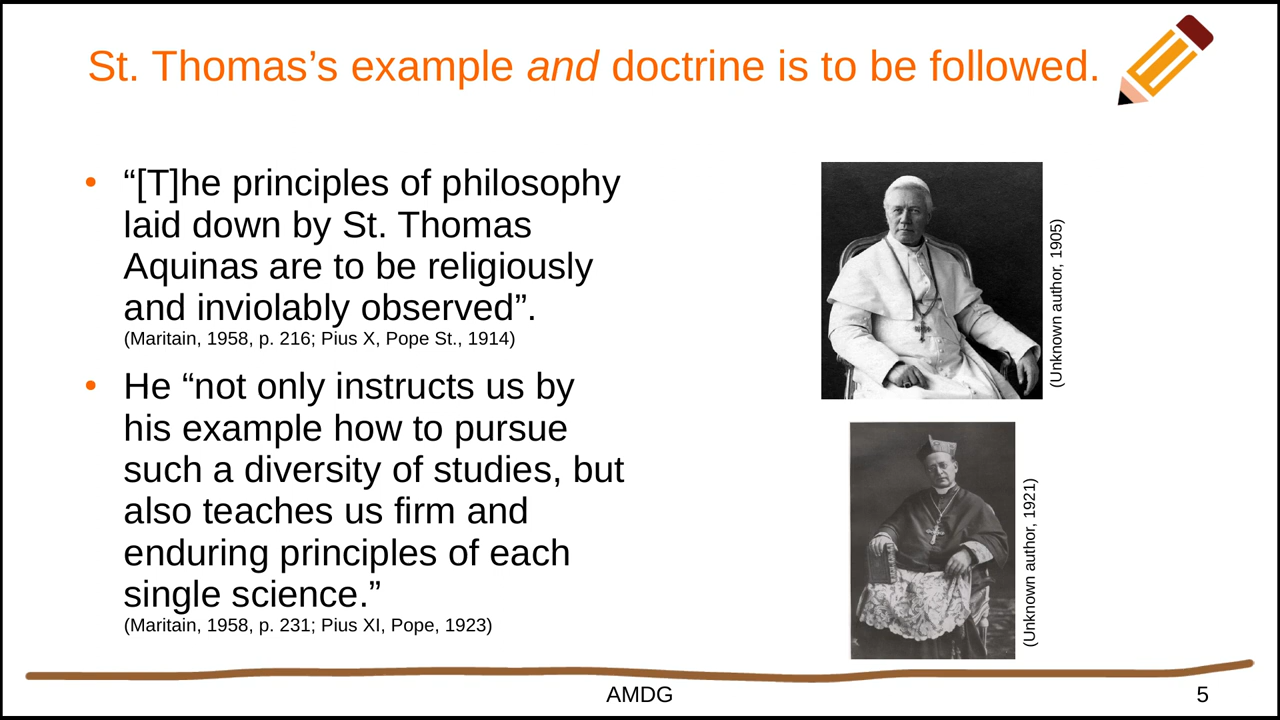 St. Thomas’s example and doctrine is to be followed.
• “[T]he principles of philosophy
laid down by St. Thomas
Aquinas are to be religiously
and inviolably observed”.
(Maritain, 1958, p. 216; Pius X, Pope St., 1914)
• He “not only instructs us by
his example how to pursue
such a diversity of studies, but
also teaches us firm and
enduring principles of each
single science.”
(Maritain, 1958, p. 231; Pius XI, Pope, 1923)
(Unknown author, 1905)
(Unknown author, 1921)
AMDG
5